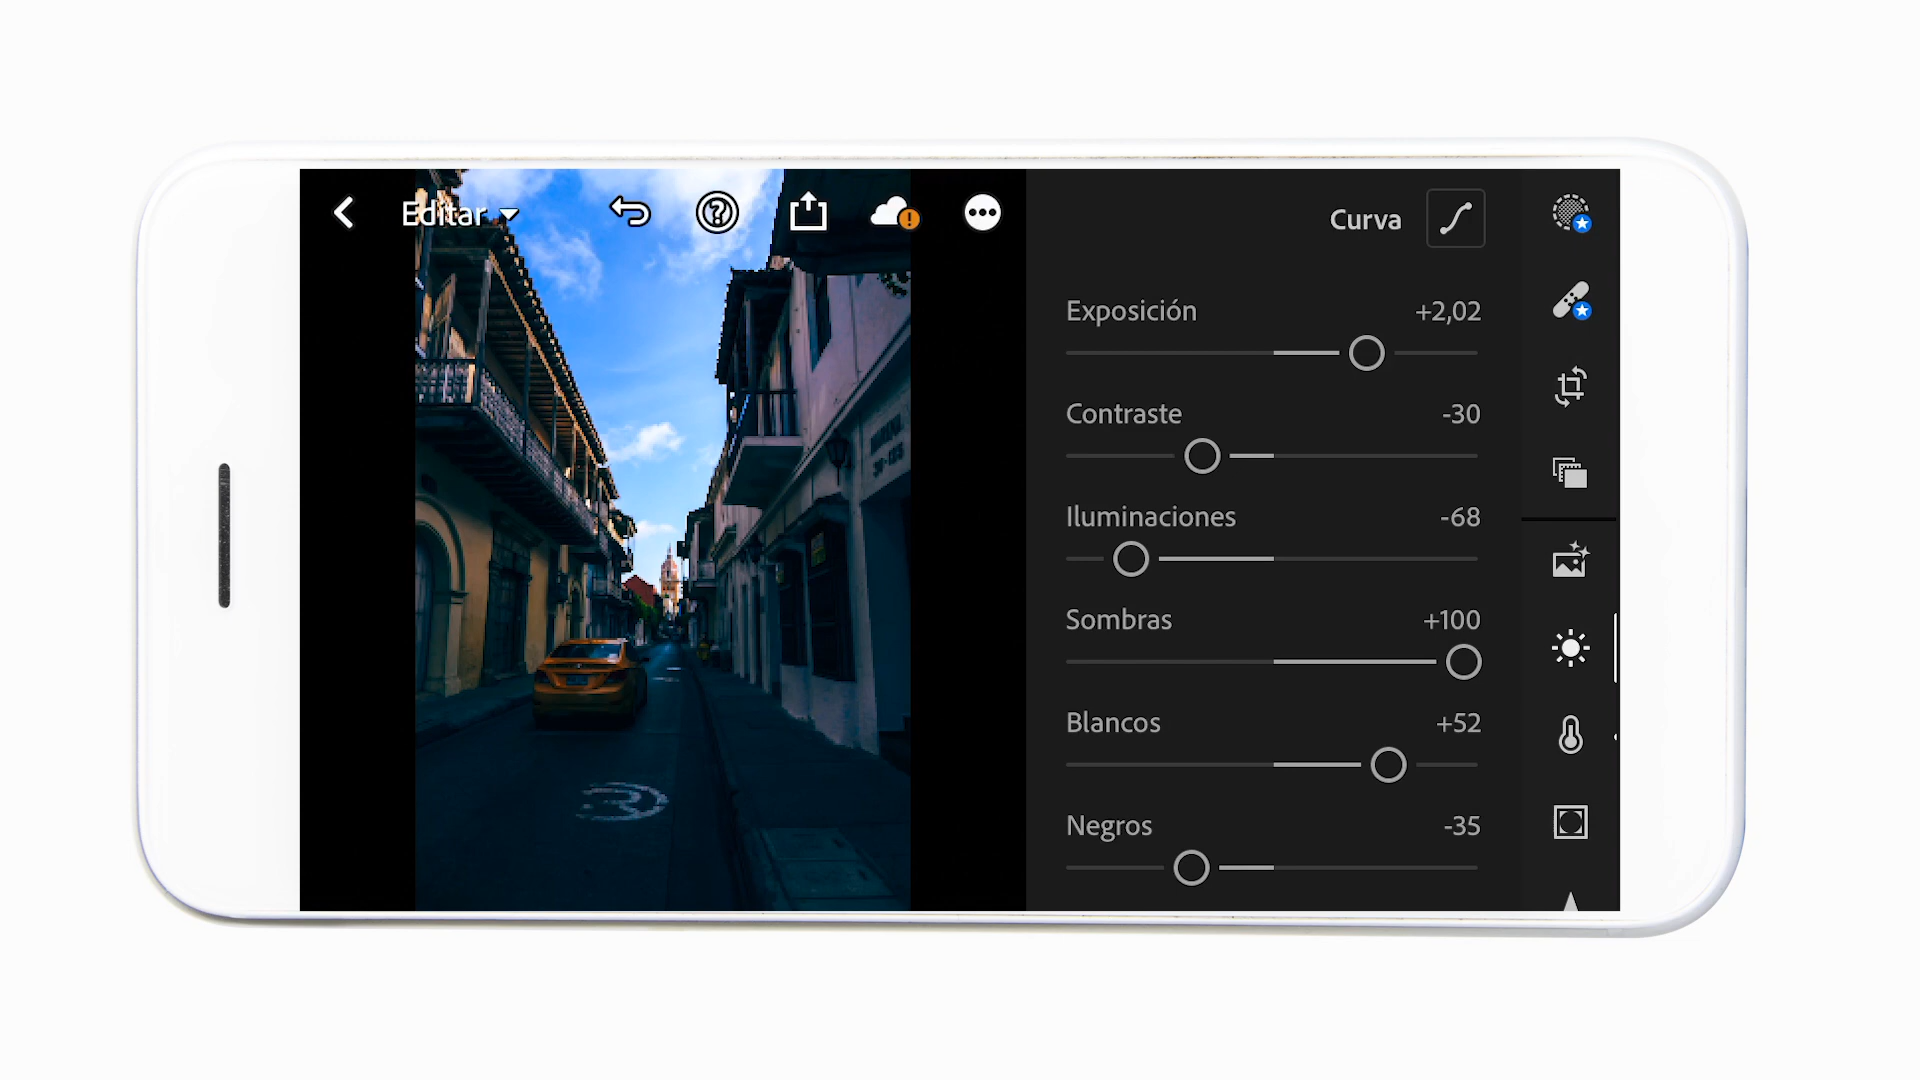 Editar
Curva
Exposición +2,02
Contraste -30
Iluminaciones -68
Sombras +100
Blancos +52
Negros -35